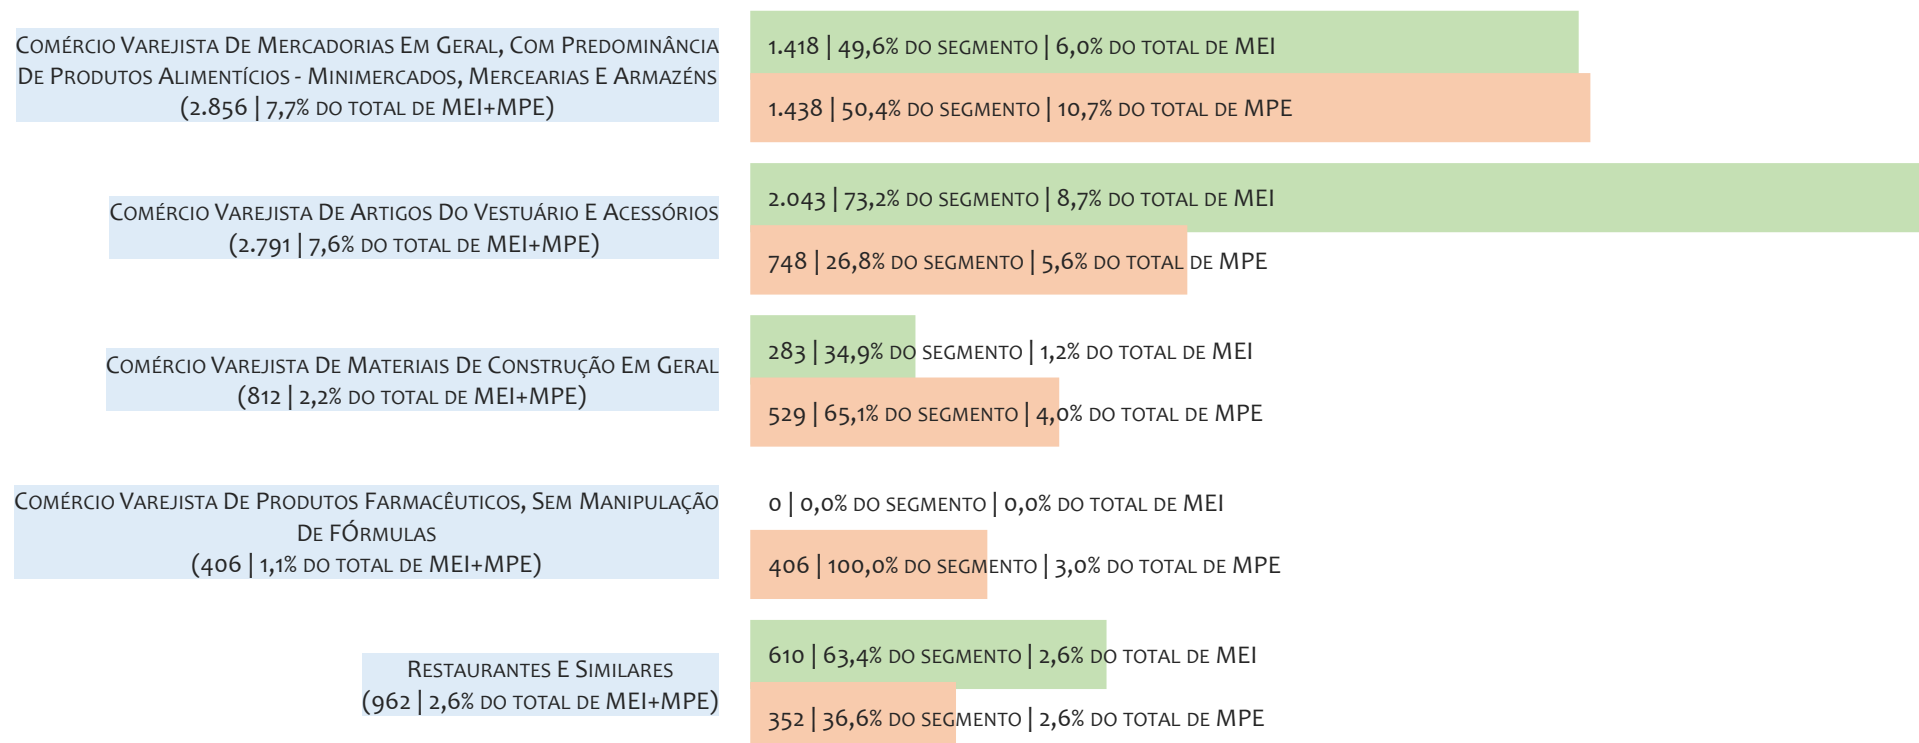 Comércio Varejista De Mercadorias Em Geral, Com Predominância
De Produtos Alimentícios - Minimercados, Mercearias E Armazéns
(2.856 | 7,7% do total de MEI+MPE)
1.418 | 49,6% do segmento | 6,0% do total de MEI
1.438 | 50,4% do segmento | 10,7% do total de MPE
Comércio Varejista De Artigos Do Vestuário E Acessórios
(2.791 | 7,6% do total de MEI+MPE)
2.043 | 73,2% do segmento | 8,7% do total de MEI
748 | 26,8% do segmento | 5,6% do total de MPE
Comércio Varejista De Materiais De Construção Em Geral
(812 | 2,2% do total de MEI+MPE)
283 | 34,9% do segmento | 1,2% do total de MEI
529 | 65,1% do segmento | 4,0% do total de MPE
Comércio Varejista De Produtos Farmacêuticos, Sem Manipulação
De FÓrmulas
(406 | 1,1% do total de MEI+MPE)
0 | 0,0% do segmento | 0,0% do total de MEI
406 | 100,0% do segmento | 3,0% do total de MPE
Restaurantes E Similares
(962 | 2,6% do total de MEI+MPE)
610 | 63,4% do segmento | 2,6% do total de MEI
352 | 36,6% do segmento | 2,6% do total de MPE